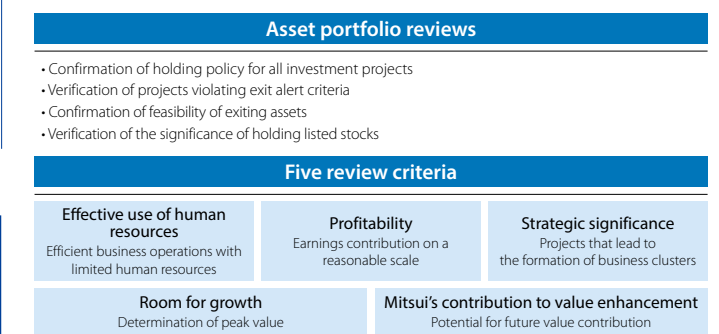 Asset portfolio reviews
• Confirmation of holding policy for all investment projects
• Verification of projects violating exit alert criteria
• Confirmation of feasibility of exiting assets
• Verification of the significance of holding listed stocks
Five review criteria
Effective use of human
resources
Efficient business operations with
limited human resources
Profitability
Earnings contribution on a
reasonable scale
Strategic significance
Projects that lead to
the formation of business clusters
Room for growth
Determination of peak value
Mitsui's contribution to value enhancement
Potential for future value contribution